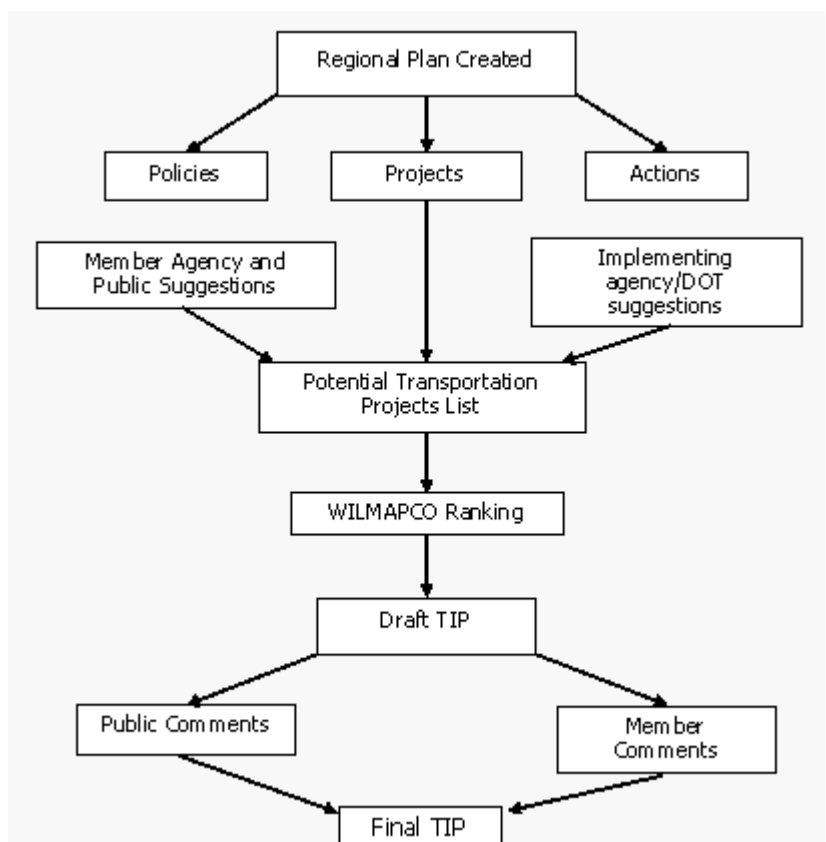 Regional Plan Created
Policies
Projects
Actions
Member Agency and
Public Suggestions
Implementing
agency/DOT
suggestions
Potential Transportation
Projects List
WILMAPCO Ranking
Draft TIP
Public Comments
Member
Comments
Final TIP